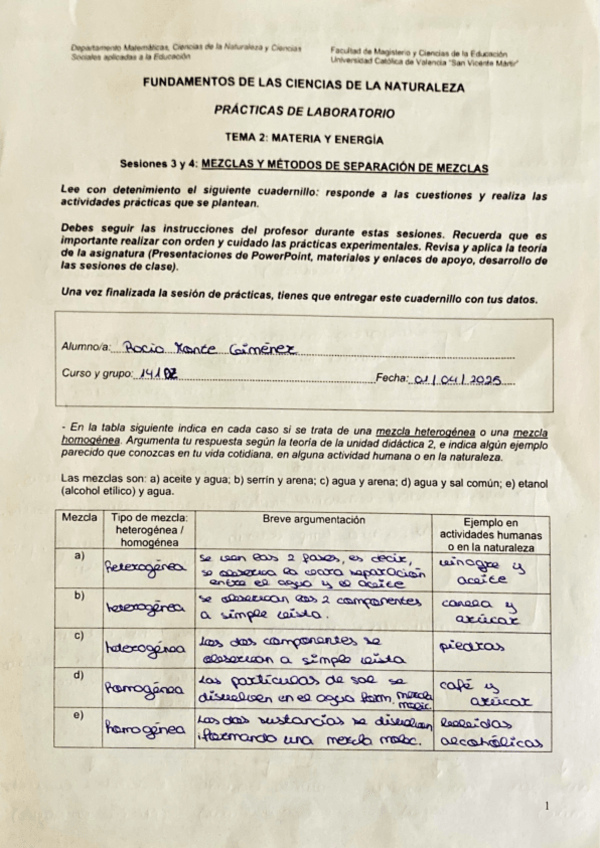 Departamento Matemáticas, Ciencias de la Naturaleza y Ciencias
Sociales aplicadas a la Educación
Facultad de Magisterio y Ciencias de la Educación
Universidad Católica de Valencia "San Vicente Mártir"
FUNDAMENTOS DE LAS CIENCIAS DE LA NATURALEZA
PRÁCTICAS DE LABORATORIO
TEMA 2: MATERIA Y ENERGÍA
Sesiones 3 y 4: MEZCLAS Y MÉTODOS DE SEPARACIÓN DE MEZCLAS
Lee con detenimiento el siguiente cuadernillo: responde a las cuestiones y realiza las
actividades prácticas que se plantean.
Debes seguir las instrucciones del profesor durante estas sesiones. Recuerda que es
importante realizar con orden y cuidado las prácticas experimentales. Revisa y aplica la teoría
de la asignatura (Presentaciones de PowerPoint, materiales y enlaces de apoyo, desarrollo de
las sesiones de clase).
Una vez finalizada la sesión de prácticas, tienes que entregar este cuadernillo con tus datos.
Alumno/a: Rocío Giménez
Curso y grupo: Fecha: 01/04/2025
- En la tabla siguiente indica en cada caso si se trata de una mezcla heterogénea o una mezcla
homogénea. Argumenta tu respuesta según la teoría de la unidad didáctica 2, e indica algún ejemplo
parecido que conozcas en tu vida cotidiana, en alguna actividad humana o en la naturaleza.
Las mezclas son: a) aceite y agua; b) serrín y arena; c) agua y arena; d) agua y sal común; e) etanol
(alcohol etílico) y agua.
Mezcla
Tipo de mezcla:
heterogénea /
homogénea
Breve argumentación
Ejemplo en
actividades humanas
o en la naturaleza
a)
heterogénea
se ven las 2 fases, es decir,
se observa la clara separación
entre el agua y el aceite
vinagre y
aceite
b)
heterogénea
se observan los 2 componentes
a simple vista.
canela y
azúcar
c)
heterogénea
Los dos componentes se
observan a simple vista
piedras
d)
homogénea
Las partículas de sal se
disuelven en el agua form. mezcla
café y
azúcar
e)
homogénea
Las dos sustancias se disuelven
formando una mezcla
bebidas
alcohólicas
1